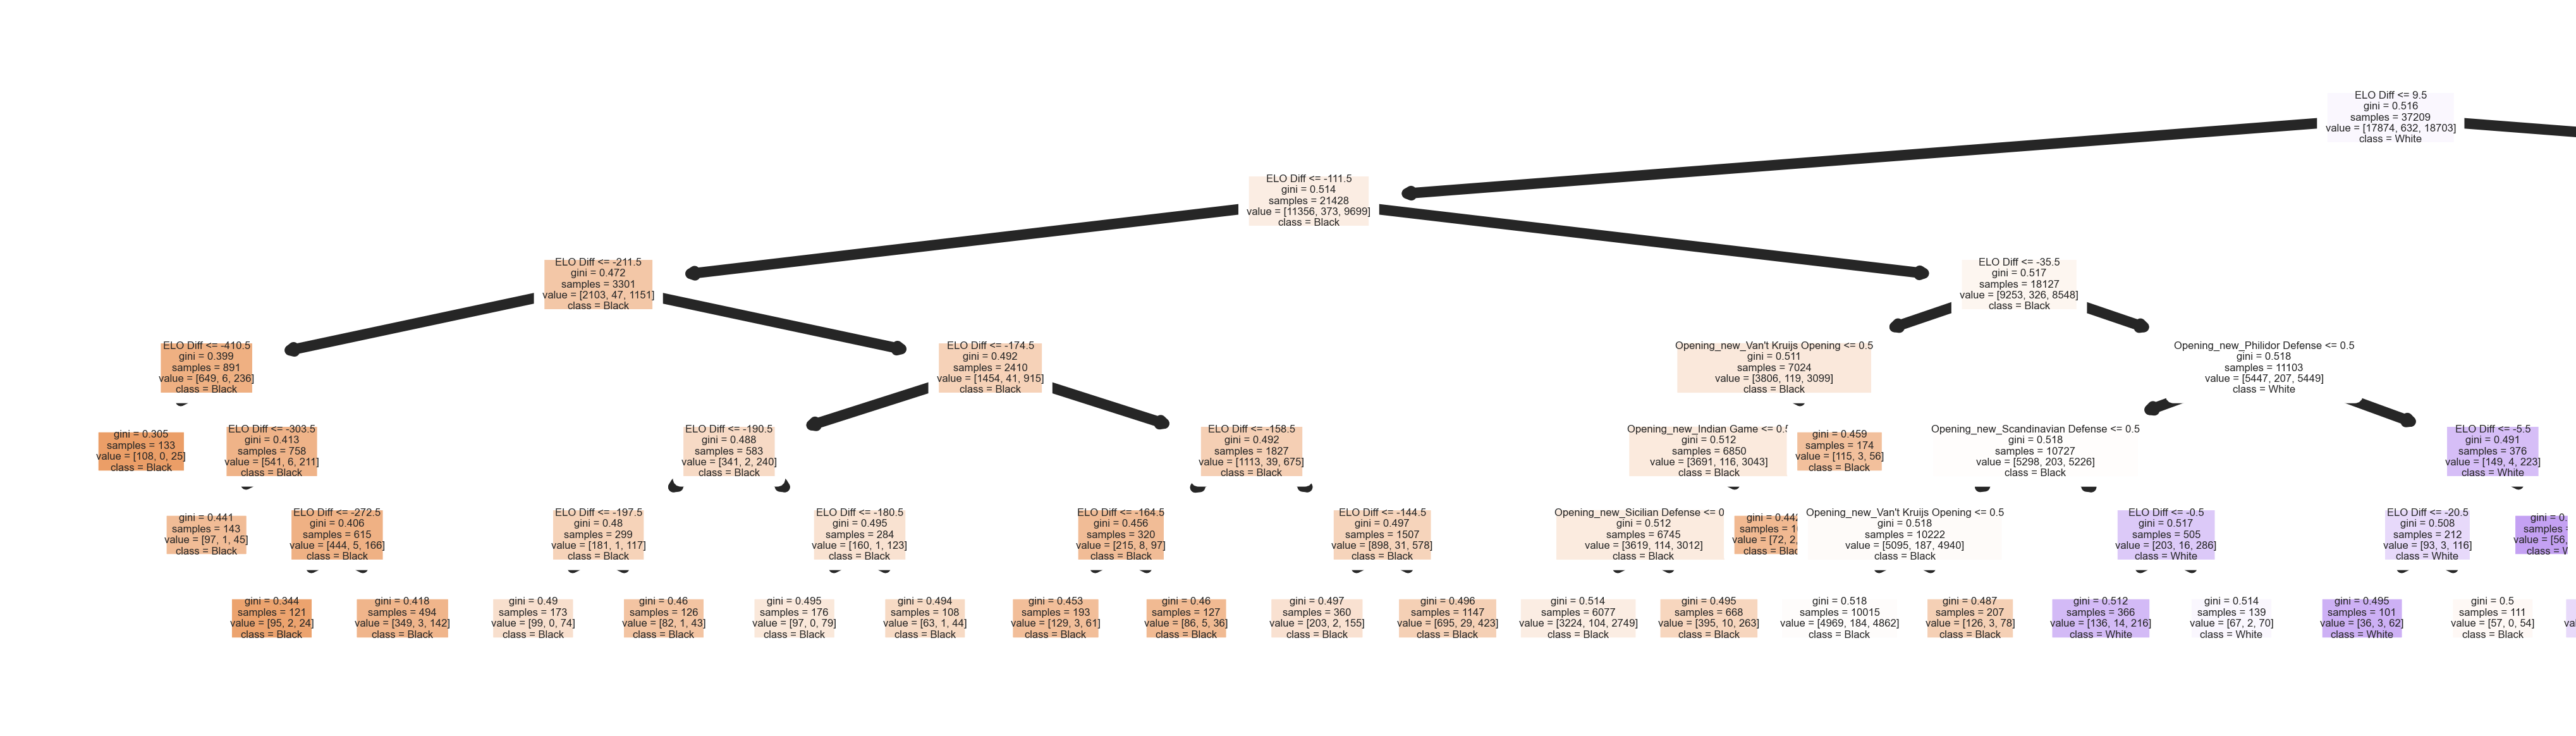 ELO Diff <= 9.5
gini = 0.516
samples = 37209
value = [17874, 632, 18703]
class = White
ELO Diff <= -111.5
gini = 0.514
samples = 21428
value = [11356, 373, 9699]
class = Black
ELO Diff <= -211.5
gini = 0.472
samples = 3301
value = [2103, 47, 1151]
class = Black
ELO Diff <= -35.5
gini = 0.517
samples = 18127
value = [9253, 326, 8548]
class = Black
ELO Diff <= -410.5
gini = 0.399
samples = 891
value = [649, 6, 236]
class = Black
ELO Diff <= -174.5
gini = 0.492
samples = 2410
value = [1454, 41, 915]
class = Black
Opening_new_Van't Kruijs Opening <= 0.5
gini = 0.511
samples = 7024
value = [3806, 119, 3099]
class = Black
Opening_new_Philidor Defense <= 0.5
gini = 0.518
samples = 11103
value = [5447, 207, 5449]
class = White
gini = 0.305
samples = 133
value = [108, 0, 25]
class = Black
ELO Diff <= -303.5
gini = 0.413
samples = 758
value = [541, 6, 211]
class = Black
ELO Diff <= -190.5
gini = 0.488
samples = 583
value = [341, 2, 240]
class = Black
ELO Diff <= -158.5
gini = 0.492
samples = 1827
value = [1113, 39, 675]
class = Black
Opening_new_Indian Game <= 0.5
gini = 0.512
samples = 6850
value = [3691, 116, 3043]
class = Black
gini = 0.459
samples = 174
value = [115, 3, 56]
class = Black
Opening_new_Scandinavian Defense <= 0.5
gini = 0.518
samples = 10727
value = [5298, 203, 5226]
class = Black
ELO Diff <= -5.5
gini = 0.491
samples = 376
value = [149, 4, 223]
class = White
gini = 0.441
samples = 143
value = [97, 1, 45]
class = Black
ELO Diff <= -272.5
gini = 0.406
samples = 615
value = [444, 5, 166]
class = Black
ELO Diff <= -197.5
gini = 0.48
samples = 299
value = [181, 1, 117]
class = Black
ELO Diff <= -180.5
gini = 0.495
samples = 284
value = [160, 1, 123]
class = Black
ELO Diff <= -164.5
gini = 0.456
samples = 320
value = [215, 8, 97]
class = Black
ELO Diff <= -144.5
gini = 0.497
samples = 1507
value = [898, 31, 578]
class = Black
Opening_new_Sicilian Defense <= 0
gini = 0.512
samples = 6745
value = [3619, 114, 3012]
class = Black
gini = 0.442
samples =
value = [72, 2,
class = Black
Opening_new_Van't Kruijs Opening <= 0.5
gini = 0.518
samples = 10222
value = [5095, 187, 4940]
class = Black
ELO Diff <= -0.5
gini = 0.517
samples = 505
value = [203, 16, 286]
class = White
ELO Diff <= -20.5
gini = 0.508
samples = 212
value = [93, 3, 116]
class = White
gini = 0.
samples =
value = [56,
class =
gini = 0.344
samples = 121
value = [95, 2, 24]
class = Black
gini = 0.418
samples = 494
value = [349, 3, 142]
class = Black
gini = 0.49
samples = 173
value = [99, 0, 74]
class = Black
gini = 0.46
samples = 126
value = [82, 1, 43]
class = Black
gini = 0.495
samples = 176
value = [97, 0, 79]
class = Black
gini = 0.494
samples = 108
value = [63, 1, 44]
class = Black
gini = 0.453
samples = 193
value = [129, 3, 61]
class = Black
gini = 0.46
samples = 127
value = [86, 5, 36]
class = Black
gini = 0.497
samples = 360
value = [203, 2, 155]
class = Black
gini = 0.496
samples = 1147
value = [695, 29, 423]
class = Black
gini = 0.514
samples = 6077
value = [3224, 104, 2749]
class = Black
gini = 0.495
samples = 668
value = [395, 10, 263]
class = Black
gini = 0.518
samples = 10015
value = [4969, 184, 4862]
class = Black
gini = 0.487
samples = 207
value = [126, 3, 78]
class = Black
gini = 0.512
samples = 366
value = [136, 14, 216]
class = White
gini = 0.514
samples = 139
value = [67, 2, 70]
class = White
gini = 0.495
samples = 101
value = [36, 3, 62]
class = White
gini = 0.5
samples = 111
value = [57, 0, 54]
class = Black